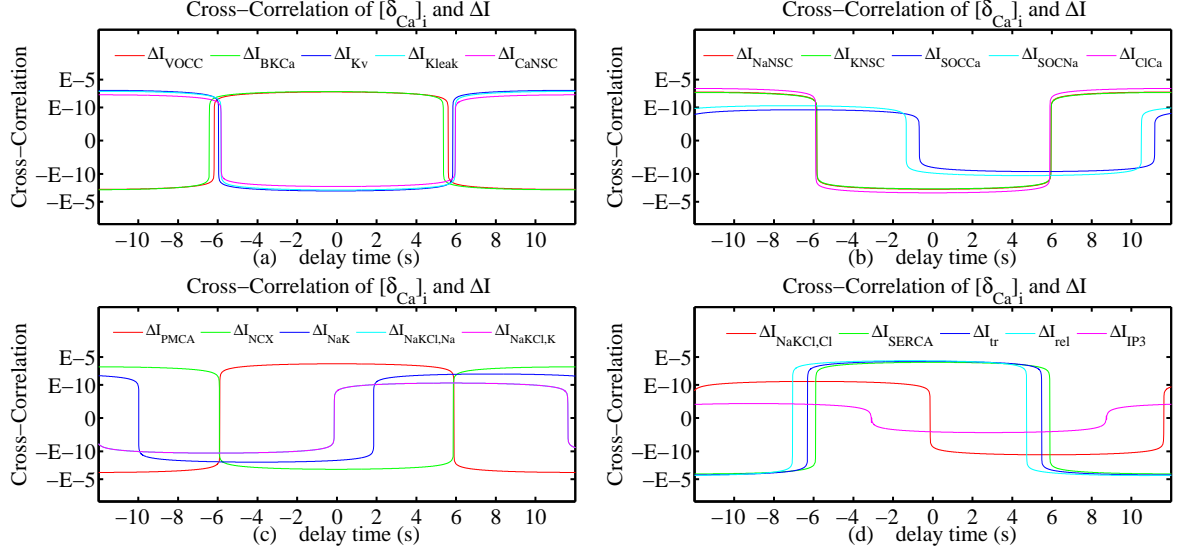 Cross−Correlation of [δCa]i and ΔI
Cross−Correlation
ΔIVOCC ΔIBKCa ΔIKv ΔIKleak ΔICaNSC
E−5
E−10
0
−E−10
−E−5
−10 −8 −6 −4 −2 0 2 4 6 8 10
(a) delay time (s)
Cross−Correlation of [δCa]i and ΔI
Cross−Correlation
ΔINaNSC ΔIKNSC ΔISOCCa ΔISOCNa ΔIClCa
E−5
E−10
0
−E−10
−E−5
−10 −8 −6 −4 −2 0 2 4 6 8 10
(b) delay time (s)
Cross−Correlation of [δCa]i and ΔI
Cross−Correlation
ΔIPMCA ΔINCX ΔINaK ΔINaKCl,Na ΔINaKCl,K
E−5
E−10
0
−E−10
−E−5
−10 −8 −6 −4 −2 0 2 4 6 8 10
(c) delay time (s)
Cross−Correlation of [δCa]i and ΔI
Cross−Correlation
ΔINaKCl,Cl ΔISERCA ΔItr ΔIrel ΔIIP3
E−5
E−10
0
−E−10
−E−5
−10 −8 −6 −4 −2 0 2 4 6 8 10
(d) delay time (s)